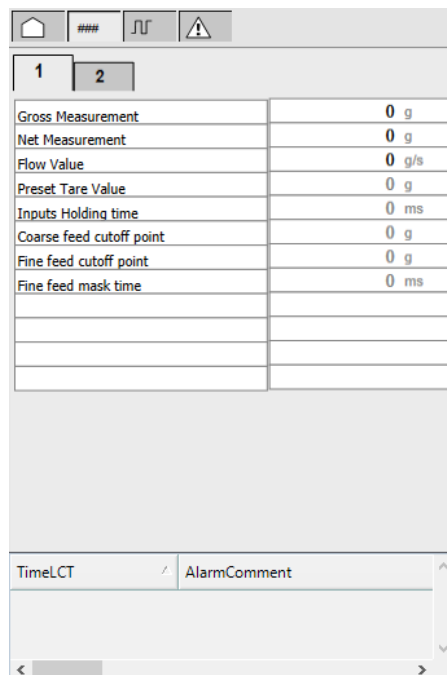 ###
1 2
Gross Measurement 0 g
Net Measurement 0 g
Flow Value 0 g/s
Preset Tare Value 0 g
Inputs Holding time 0 ms
Coarse feed cutoff point 0 g
Fine feed cutoff point 0 g
Fine feed mask time 0 ms
TimeLCT AlarmComment